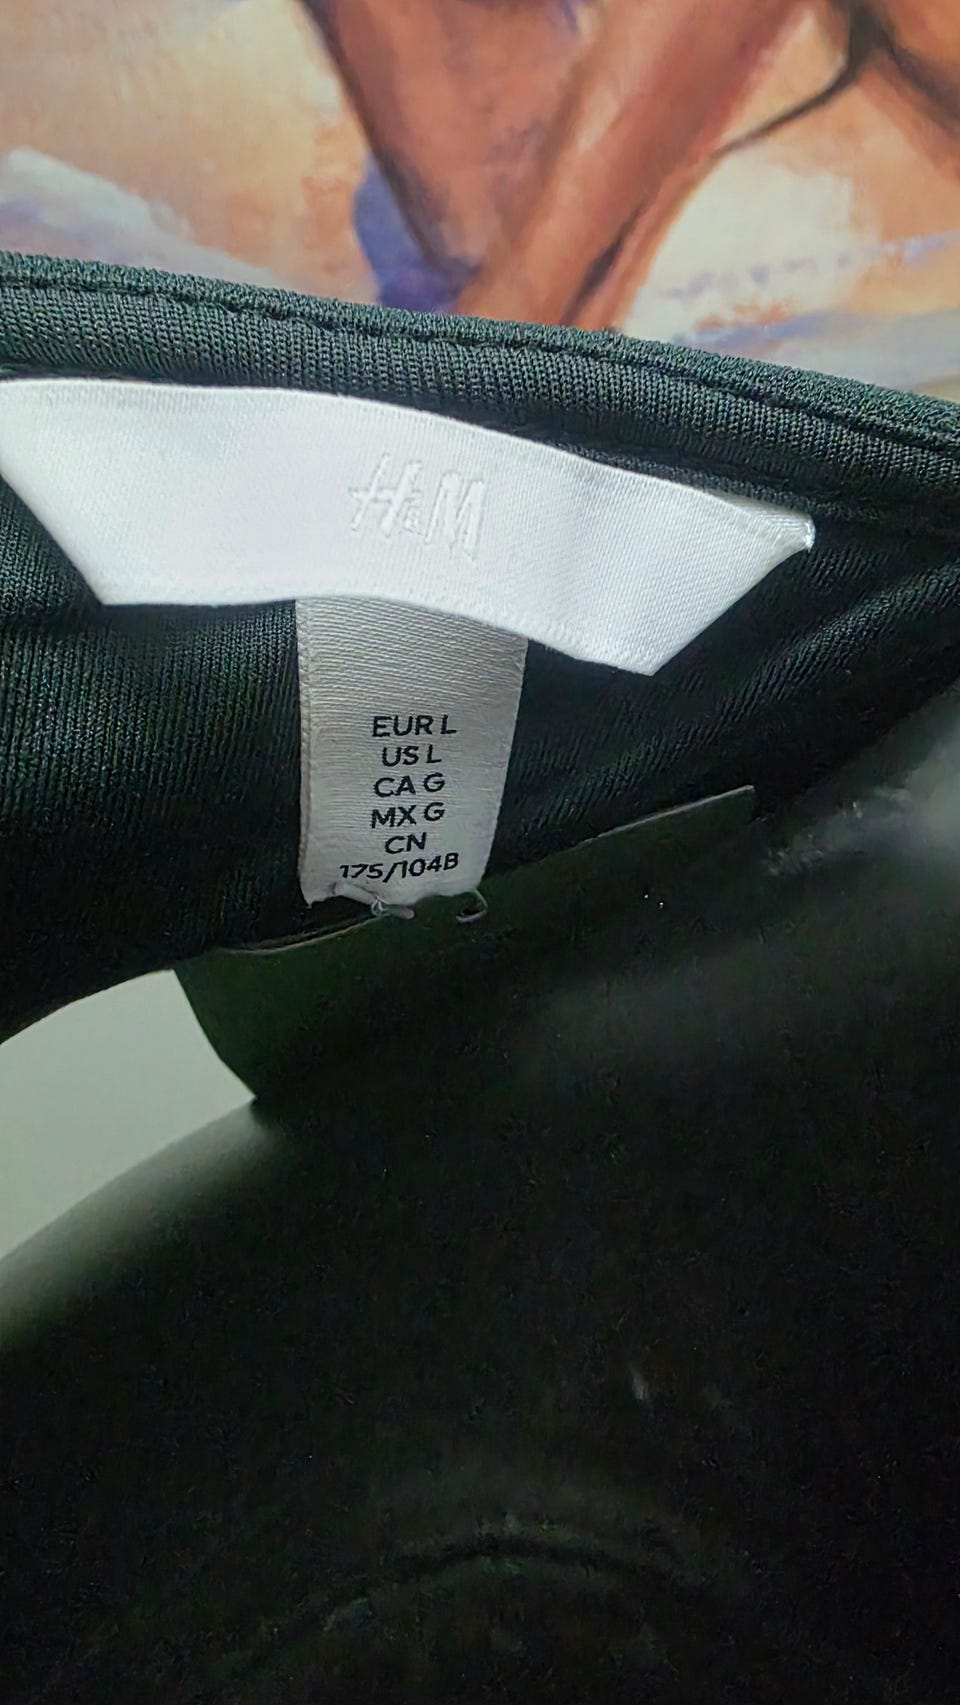 H&M
EUR L
US L
CA G
MX G
CN
175/104B